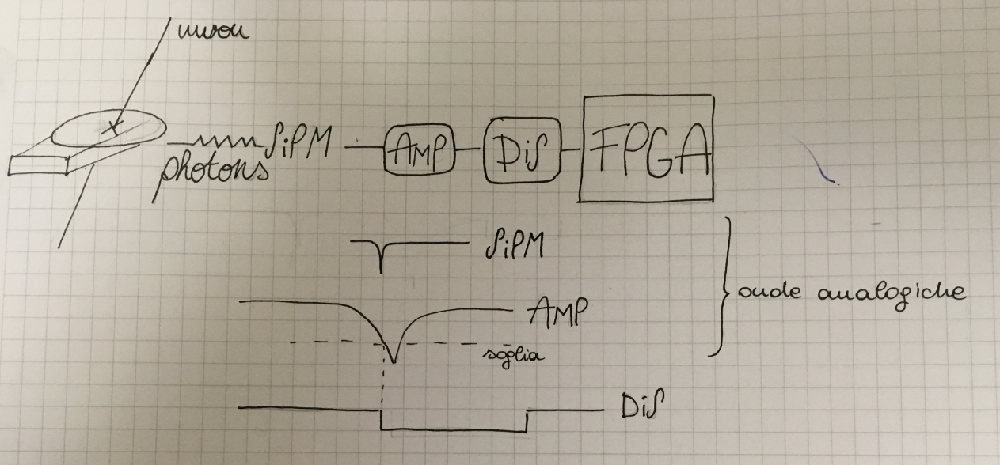 muon
SiPM AMP DiS FPGA
photons
SiPM
onde analogiche
AMP
soglia
DiS